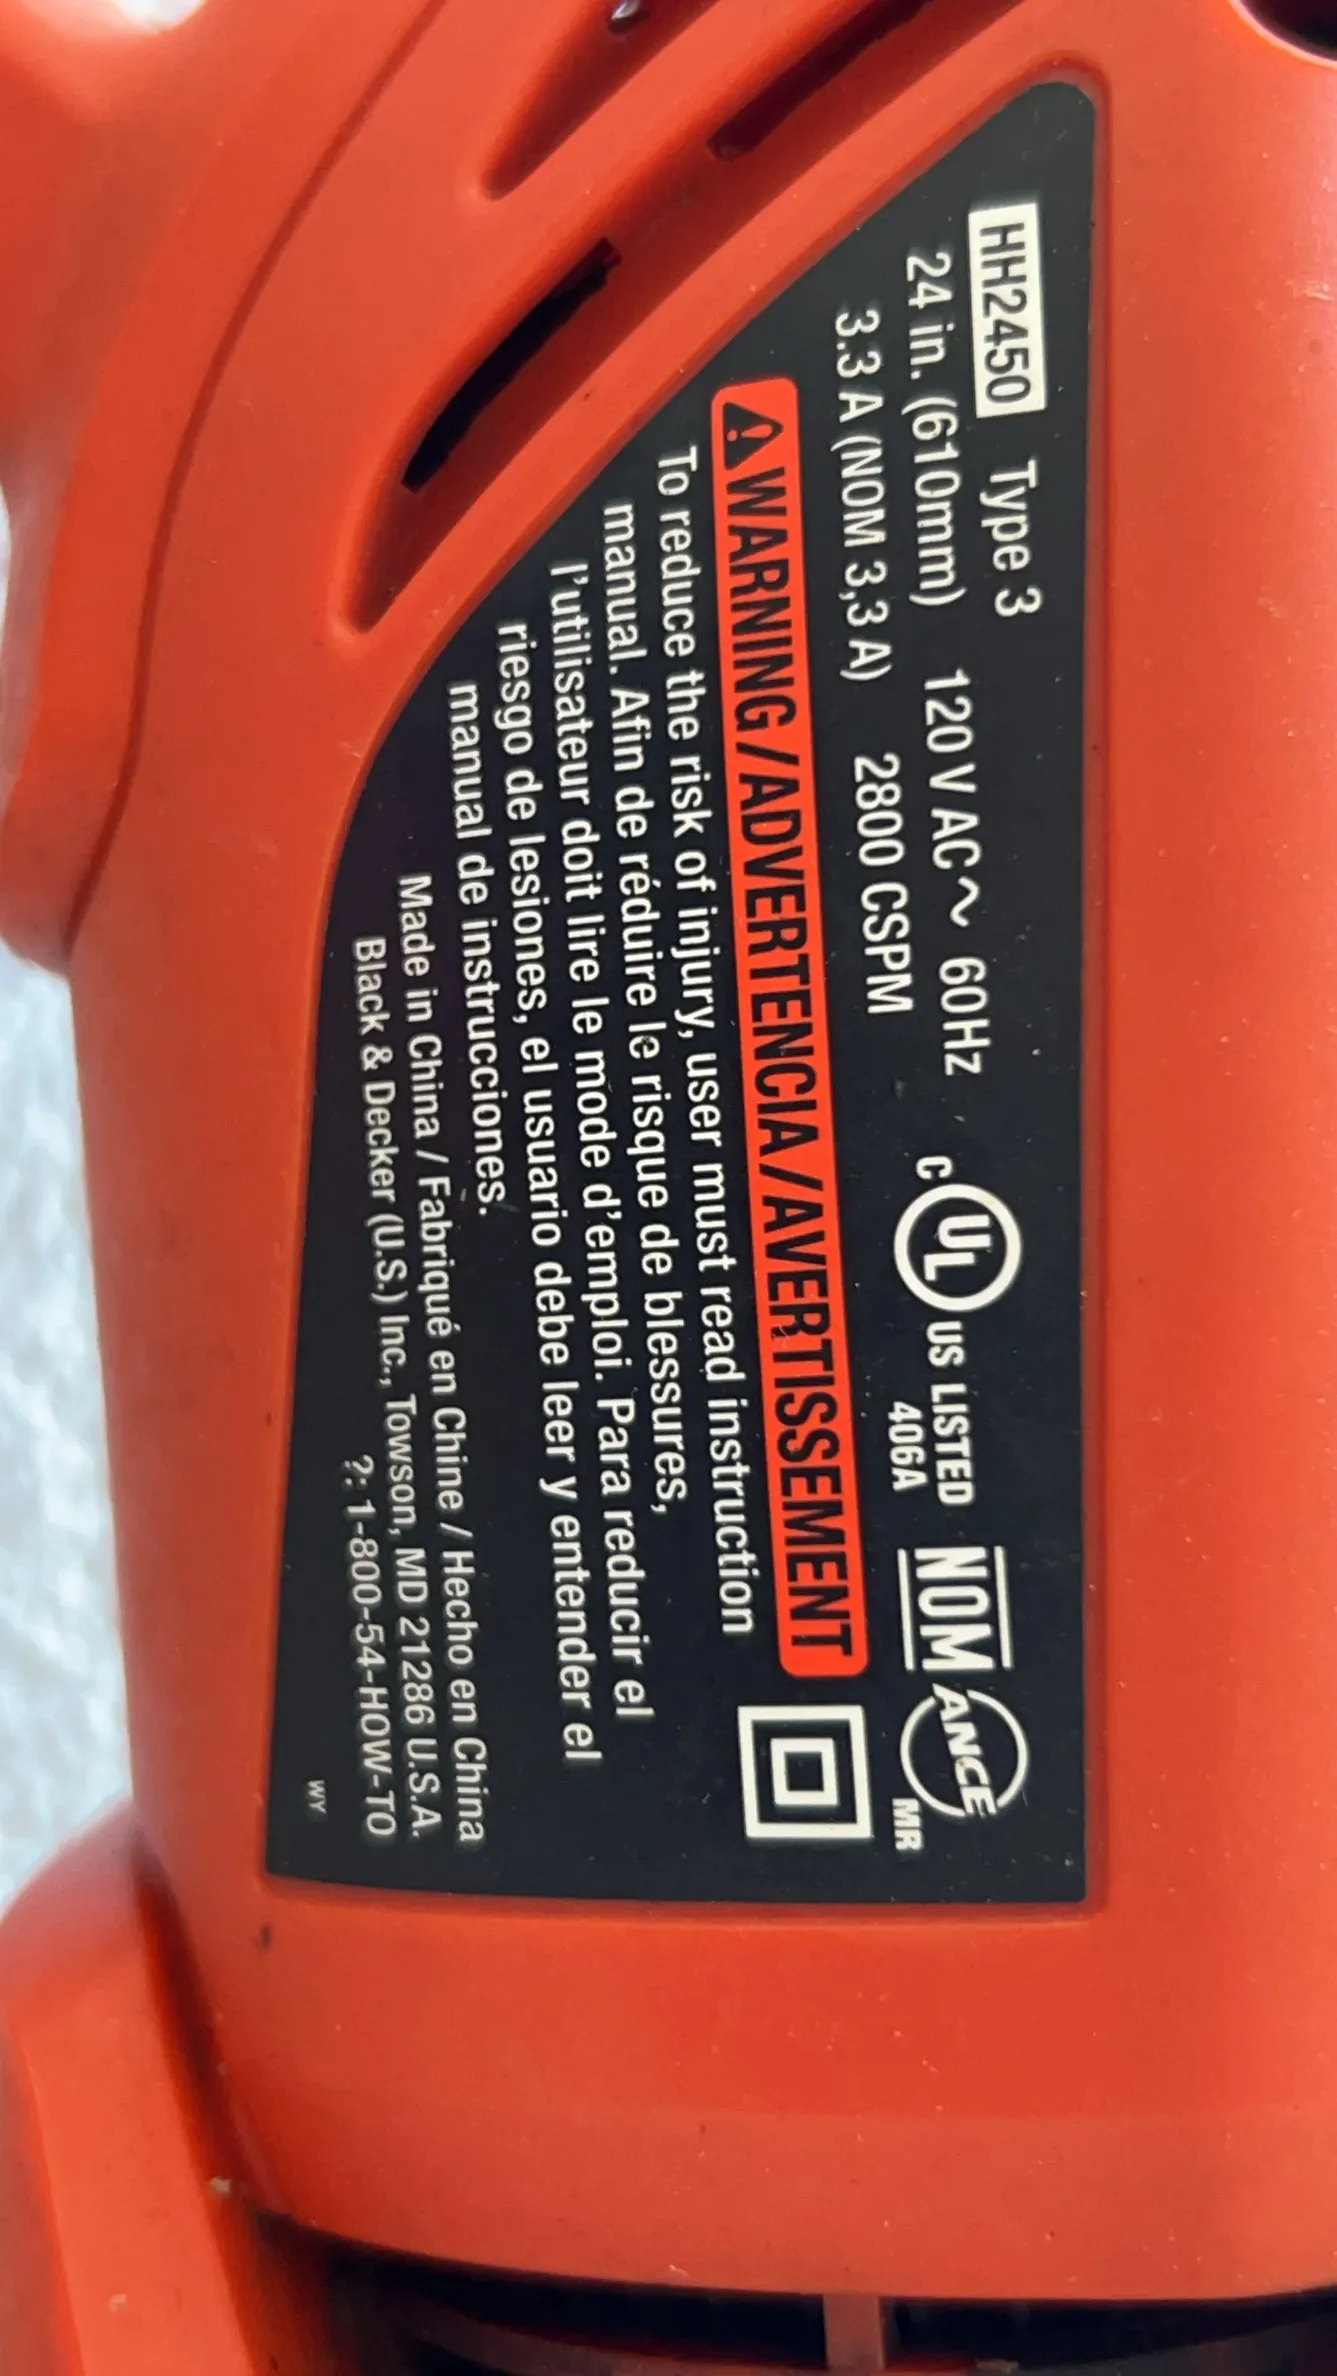 HH2450 Type 3
24 in. (610mm) 120 V AC ~ 60Hz
3.3 A (NOM 3,3 A) 2800 CSPM
C UL US LISTED
406A
NOM ANCE MR
⚠ WARNING / ADVERTENCIA / AVERTISSEMENT
To reduce the risk of injury, user must read instruction
manual. Afin de réduire le risque de blessures,
l'utilisateur doit lire le mode d'emploi. Para reducir el
riesgo de lesiones, el usuario debe leer y entender el
manual de instrucciones.
Made in China / Fabriqué en Chine / Hecho en China
Black & Decker (U.S.) Inc., Towson, MD 21286 U.S.A.
?: 1-800-54-HOW-TO
WY